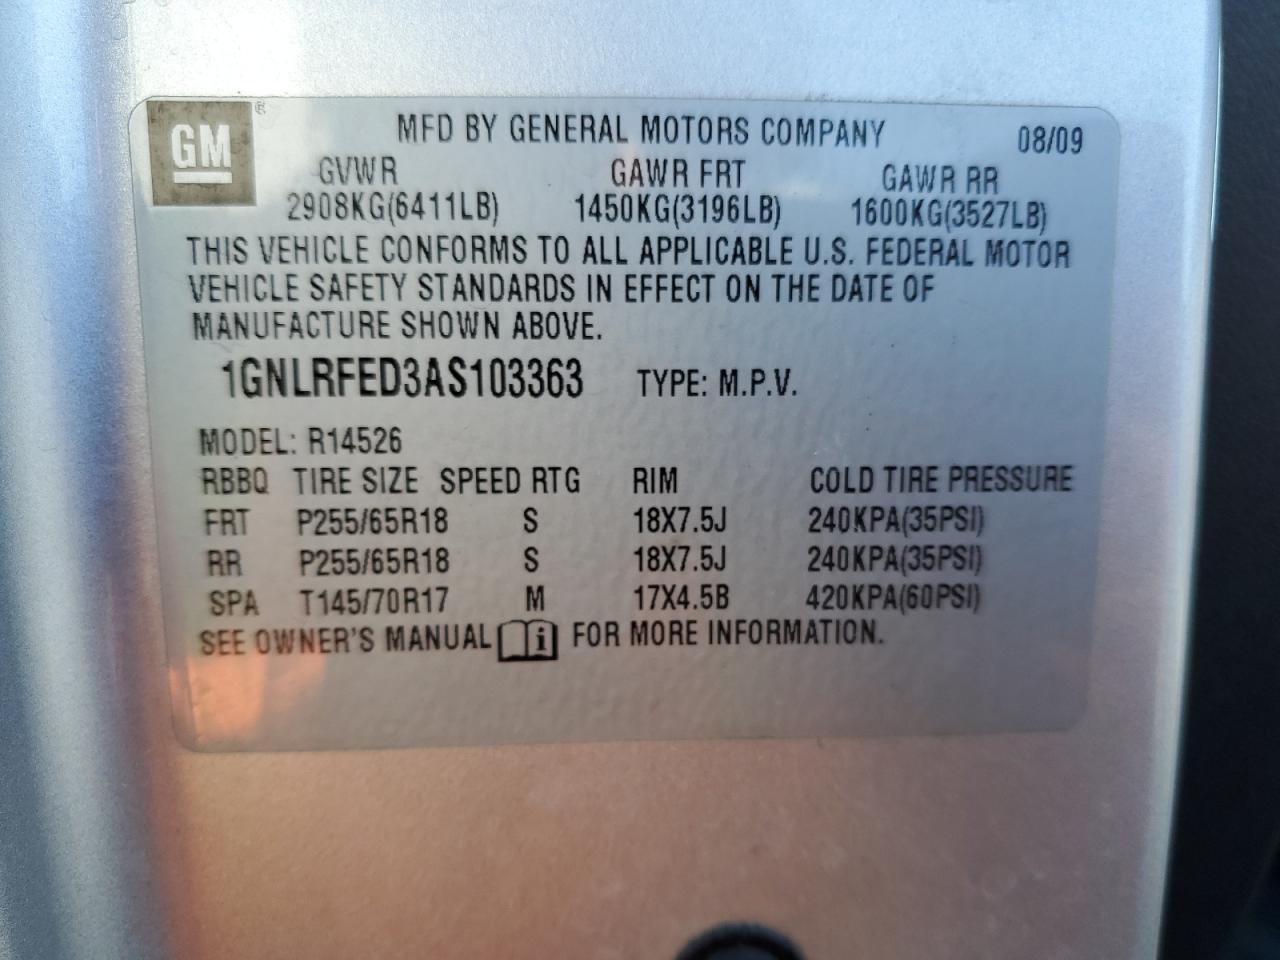 GM ®
MFD BY GENERAL MOTORS COMPANY 08/09
GVWR GAWR FRT GAWR RR
2908KG(6411LB) 1450KG(3196LB) 1600KG(3527LB)
THIS VEHICLE CONFORMS TO ALL APPLICABLE U.S. FEDERAL MOTOR
VEHICLE SAFETY STANDARDS IN EFFECT ON THE DATE OF
MANUFACTURE SHOWN ABOVE.
1GNLRFED3AS103363 TYPE: M.P.V.
MODEL: R14526
RBBQ TIRE SIZE SPEED RTG RIM COLD TIRE PRESSURE
FRT P255/65R18 S 18X7.5J 240KPA(35PSI)
RR P255/65R18 S 18X7.5J 240KPA(35PSI)
SPA T145/70R17 M 17X4.5B 420KPA(60PSI)
SEE OWNER'S MANUAL i FOR MORE INFORMATION.